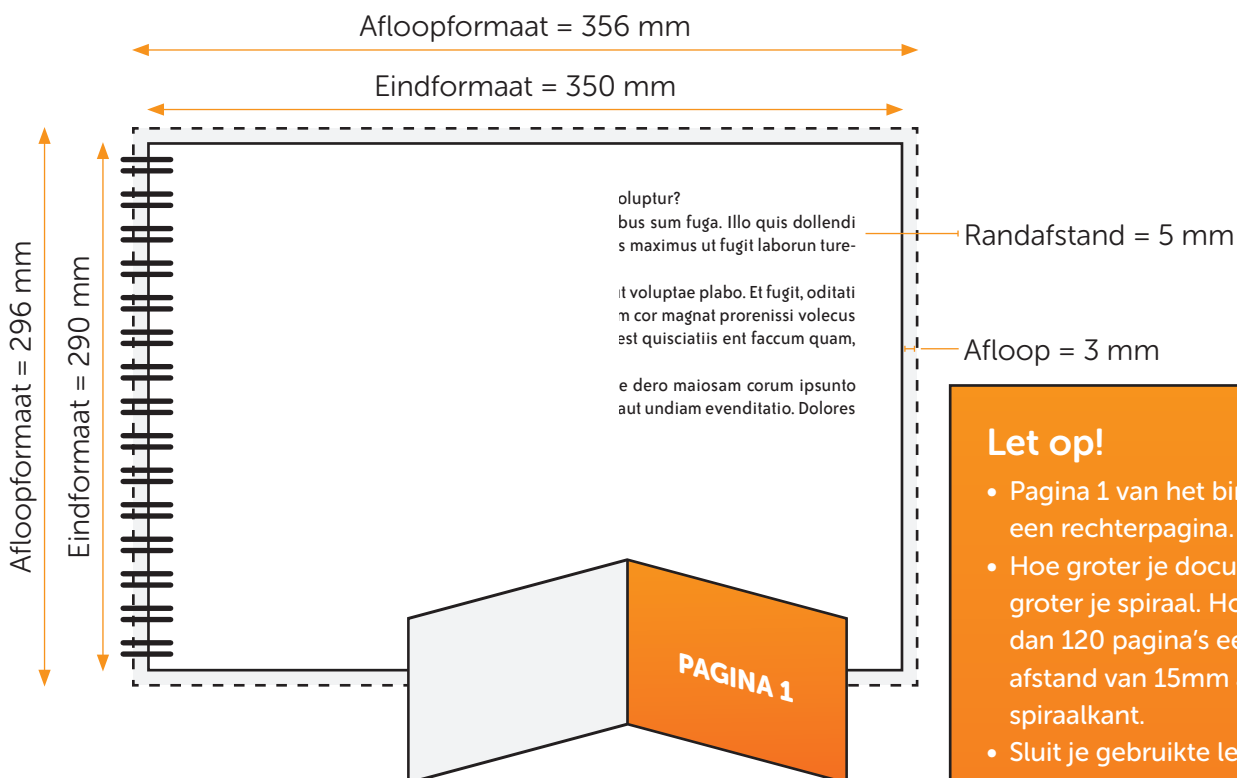 Afloopformaat = 356 mm
Eindformaat = 350 mm
Afloopformaat = 296 mm
Eindformaat = 290 mm
oluptur?
bus sum fuga. Illo quis dollendi
s maximus ut fugit laborun ture-
t voluptae plabo. Et fugit, oditati
m cor magnat prorenissi volecus
est quisciatiis ent faccum quam,
e dero maiosam corum ipsunto
aut undiam evenditatio. Dolores
Randafstand = 5 mm
Afloop = 3 mm
Let op!
• Pagina 1 van het bi
een rechterpagina.
• Hoe groter je docu
groter je spiraal. Ho
dan 120 pagina's e
afstand van 15mm
spiraalkant.
• Sluit je gebruikte le
PAGINA 1